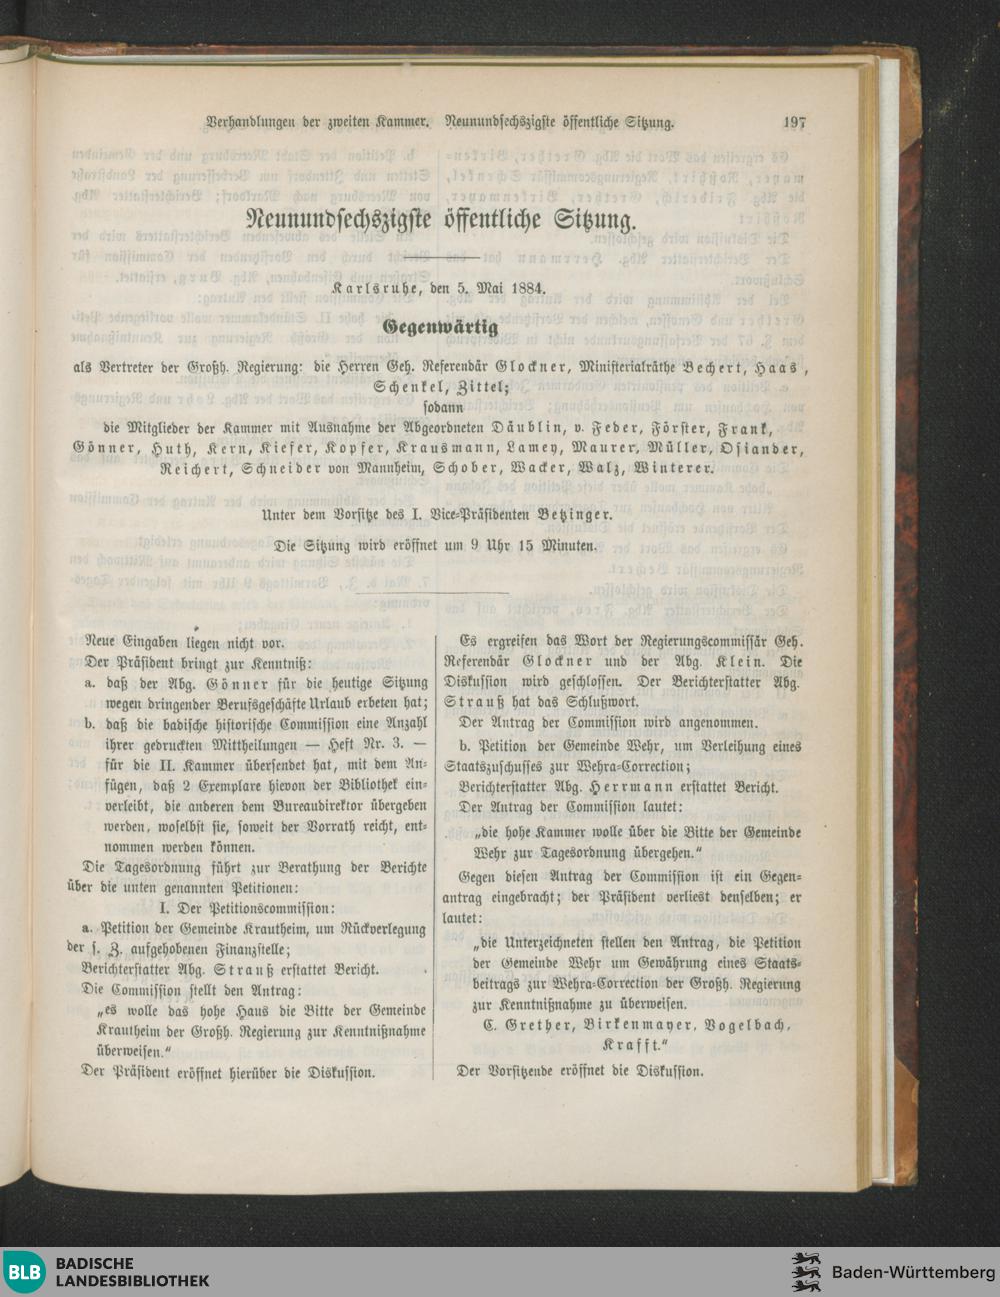 Verhandlungen der zweiten Kammer. Neunundsechszigste öffentliche Sitzung. 197
Neunundsechszigste öffentliche Sitzung.
Karlsruhe, den 5. Mai 1884.
Gegenwärtig
als Vertreter der Großh. Regierung: die Herren Geh. Referendär Glockner, Ministerialräthe Bechert, Haas,
Schenkel, Zittel;
sodann
die Mitglieder der Kammer mit Ausnahme der Abgeordneten Däublin, v. Feder, Förster, Frank,
Gönner, Huth, Kern, Kiefer, Kopfer, Krausmann, Lamey, Maurer, Müller, Osiander,
Reichert, Schneider von Mannheim, Schober, Wacker, Walz, Winterer.
Unter dem Vorsitze des I. Vice-Präsidenten Betzinger.
Die Sitzung wird eröffnet um 9 Uhr 15 Minuten.
Neue Eingaben liegen nicht vor.
Der Präsident bringt zur Kenntniß:
a. daß der Abg. Gönner für die heutige Sitzung
wegen dringender Berufsgeschäfte Urlaub erbeten hat;
b. daß die badische historische Commission eine Anzahl
ihrer gedruckten Mittheilungen — Heft Nr. 3. —
für die II. Kammer übersendet hat, mit dem An-
fügen, daß 2 Exemplare hievon der Bibliothek ein-
verleibt, die anderen dem Bureaudirektor übergeben
werden, woselbst sie, soweit der Vorrath reicht, ent-
nommen werden können.
Die Tagesordnung führt zur Berathung der Berichte
über die unten genannten Petitionen:
I. Der Petitionscommission:
a. Petition der Gemeinde Krautheim, um Rückverlegung
der s. Z. aufgehobenen Finanzstelle;
Berichterstatter Abg. Strauß erstattet Bericht.
Die Commission stellt den Antrag:
„es wolle das hohe Haus die Bitte der Gemeinde
Krautheim der Großh. Regierung zur Kenntnißnahme
überweisen.“
Der Präsident eröffnet hierüber die Diskussion.
Es ergreifen das Wort der Regierungscommissär Geh.
Referendär Glockner und der Abg. Klein. Die
Diskussion wird geschlossen. Der Berichterstatter Abg.
Strauß hat das Schlußwort.
Der Antrag der Commission wird angenommen.
b. Petition der Gemeinde Wehr, um Verleihung eines
Staatszuschusses zur Wehra-Correction;
Berichterstatter Abg. Herrmann erstattet Bericht.
Der Antrag der Commission lautet:
„die hohe Kammer wolle über die Bitte der Gemeinde
Wehr zur Tagesordnung übergehen.“
Gegen diesen Antrag der Commission ist ein Gegen-
antrag eingebracht; der Präsident verliest denselben; er
lautet:
„die Unterzeichneten stellen den Antrag, die Petition
der Gemeinde Wehr um Gewährung eines Staats-
beitrags zur Wehra-Correction der Großh. Regierung
zur Kenntnißnahme zu überweisen.
C. Grether, Birkenmayer, Vogelbach,
Krafft.“
Der Vorsitzende eröffnet die Diskussion.
BLB BADISCHE
LANDESBIBLIOTHEK
Baden-Württemberg